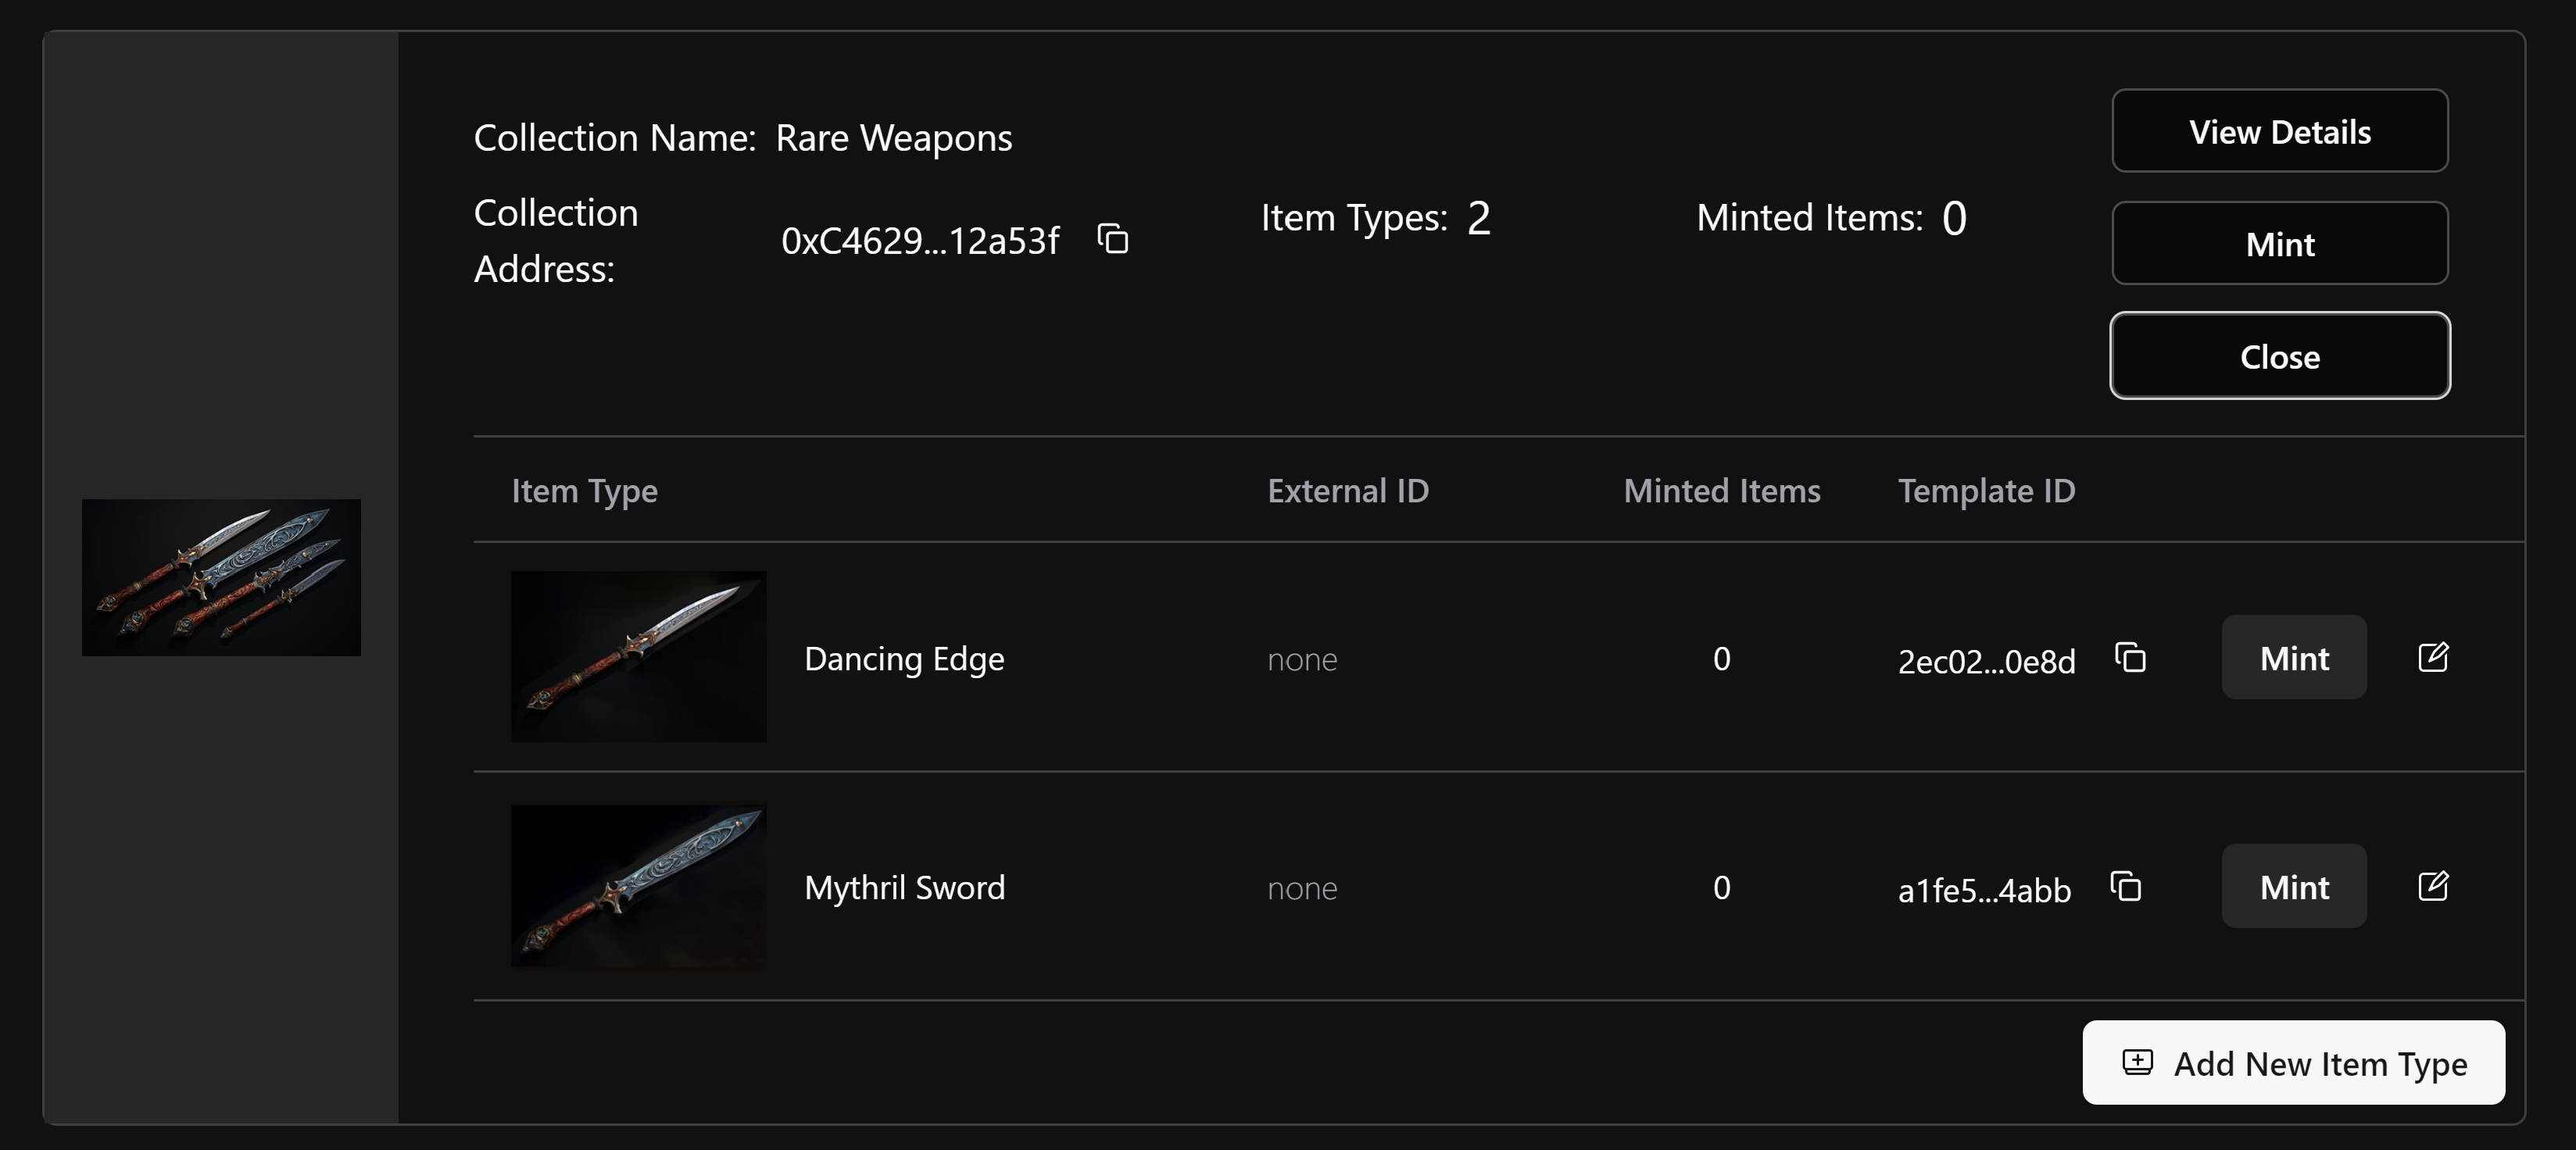 Collection Name: Rare Weapons
View Details
Collection Address:
0xC4629...12a53f
Item Types: 2
Minted Items: 0
Mint
Close
Item Type External ID Minted Items Template ID
Dancing Edge none 0 2ec02...0e8d Mint
Mythril Sword none 0 a1fe5...4abb Mint
Add New Item Type